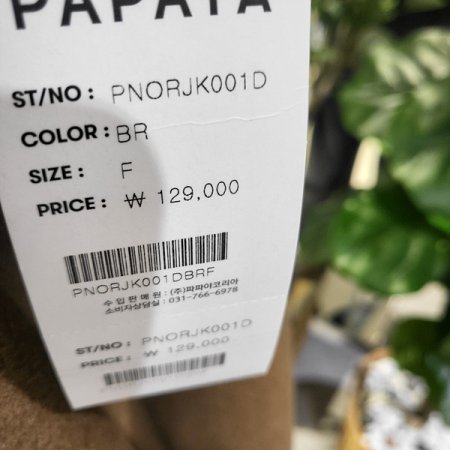 PAPAYA
ST/NO : PNORJK001D
COLOR : BR
SIZE : F
PRICE : ₩ 129,000
PNORJK001DBRF
수 입 판 매 원 : (주)파파야코리아
소비자상담실 : 031-766-6978
ST/NO : PNORJK001D
PRICE : ₩ 129,000